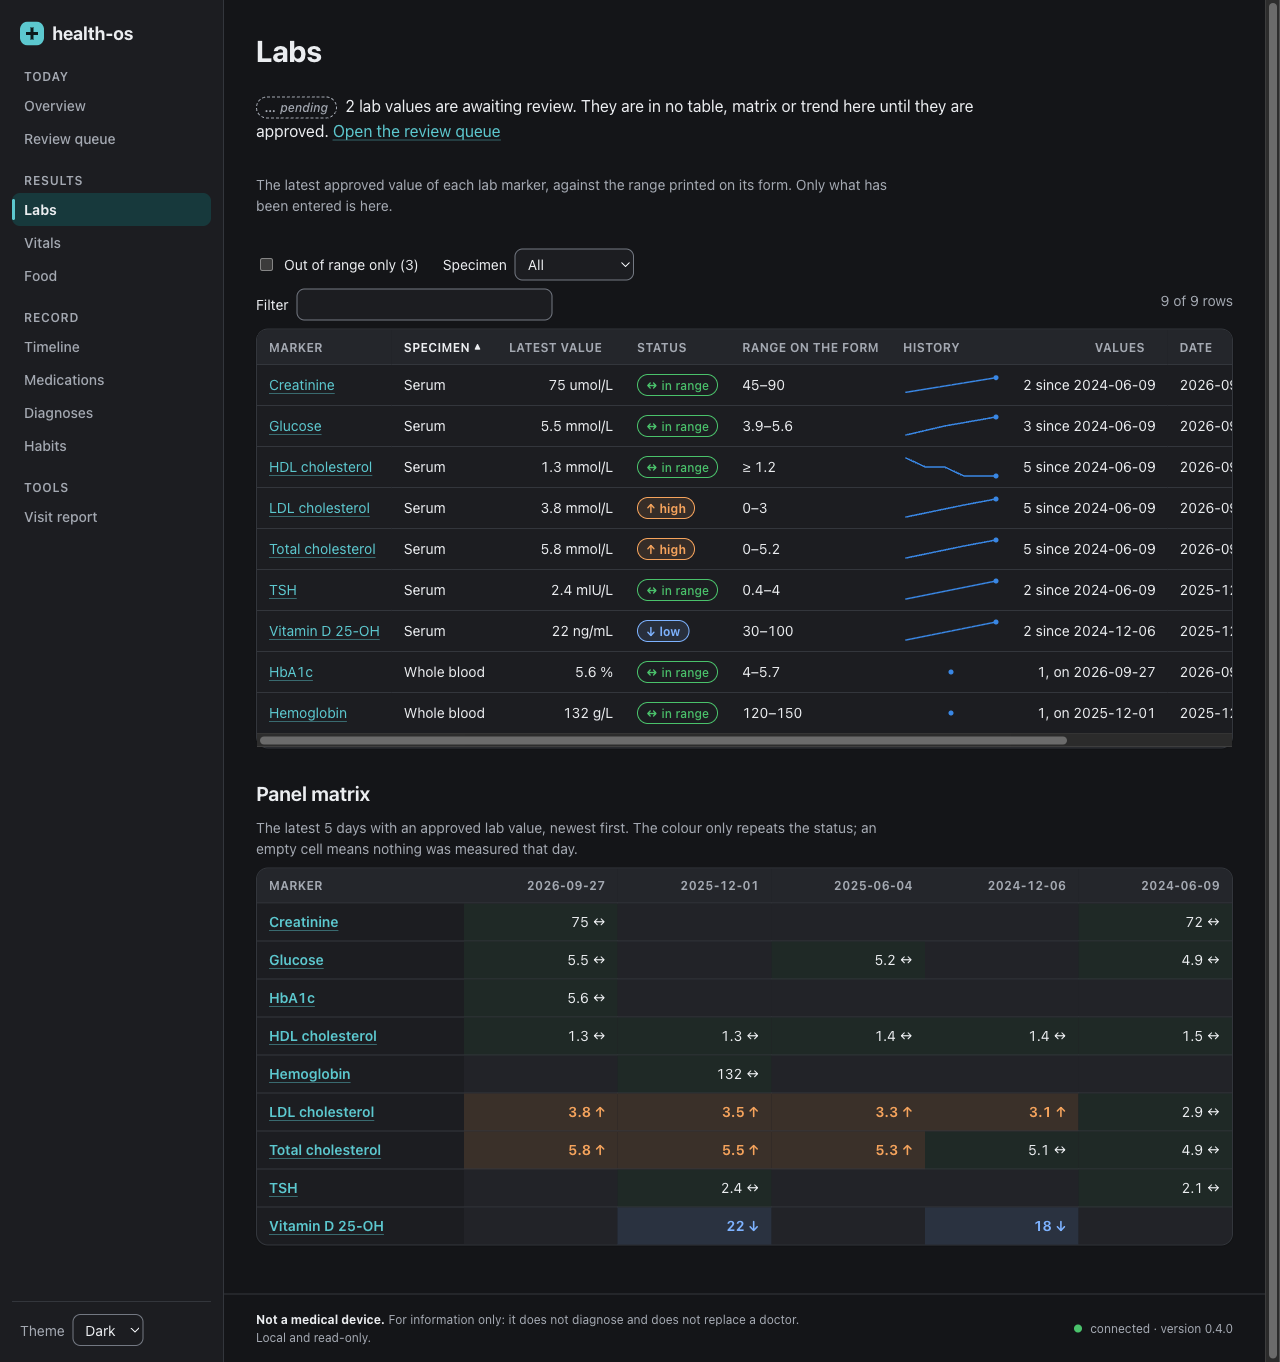 health-os
TODAY
Overview
Review queue
RESULTS
Labs
Vitals
Food
RECORD
Timeline
Medications
Diagnoses
Habits
TOOLS
Visit report
Theme Dark
Labs
... pending 2 lab values are awaiting review. They are in no table, matrix or trend here until they are
approved. Open the review queue
The latest approved value of each lab marker, against the range printed on its form. Only what has
been entered is here.
Out of range only (3) Specimen All
Filter 9 of 9 rows
MARKER SPECIMEN ▲ LATEST VALUE STATUS RANGE ON THE FORM HISTORY VALUES DATE
Creatinine Serum 75 umol/L ↔ in range 45–90 2 since 2024-06-09 2026-09
Glucose Serum 5.5 mmol/L ↔ in range 3.9–5.6 3 since 2024-06-09 2026-09
HDL cholesterol Serum 1.3 mmol/L ↔ in range ≥ 1.2 5 since 2024-06-09 2026-09
LDL cholesterol Serum 3.8 mmol/L ↑ high 0–3 5 since 2024-06-09 2026-09
Total cholesterol Serum 5.8 mmol/L ↑ high 0–5.2 5 since 2024-06-09 2026-09
TSH Serum 2.4 mIU/L ↔ in range 0.4–4 2 since 2024-06-09 2025-12
Vitamin D 25-OH Serum 22 ng/mL ↓ low 30–100 2 since 2024-12-06 2025-12
HbA1c Whole blood 5.6 % ↔ in range 4–5.7 1, on 2026-09-27 2026-09
Hemoglobin Whole blood 132 g/L ↔ in range 120–150 1, on 2025-12-01 2025-12
Panel matrix
The latest 5 days with an approved lab value, newest first. The colour only repeats the status; an
empty cell means nothing was measured that day.
MARKER 2026-09-27 2025-12-01 2025-06-04 2024-12-06 2024-06-09
Creatinine 75 ↔ 72 ↔
Glucose 5.5 ↔ 5.2 ↔ 4.9 ↔
HbA1c 5.6 ↔
HDL cholesterol 1.3 ↔ 1.3 ↔ 1.4 ↔ 1.4 ↔ 1.5 ↔
Hemoglobin 132 ↔
LDL cholesterol 3.8 ↑ 3.5 ↑ 3.3 ↑ 3.1 ↑ 2.9 ↔
Total cholesterol 5.8 ↑ 5.5 ↑ 5.3 ↑ 5.1 ↔ 4.9 ↔
TSH 2.4 ↔ 2.1 ↔
Vitamin D 25-OH 22 ↓ 18 ↓
Not a medical device. For information only: it does not diagnose and does not replace a doctor.
Local and read-only.
connected · version 0.4.0